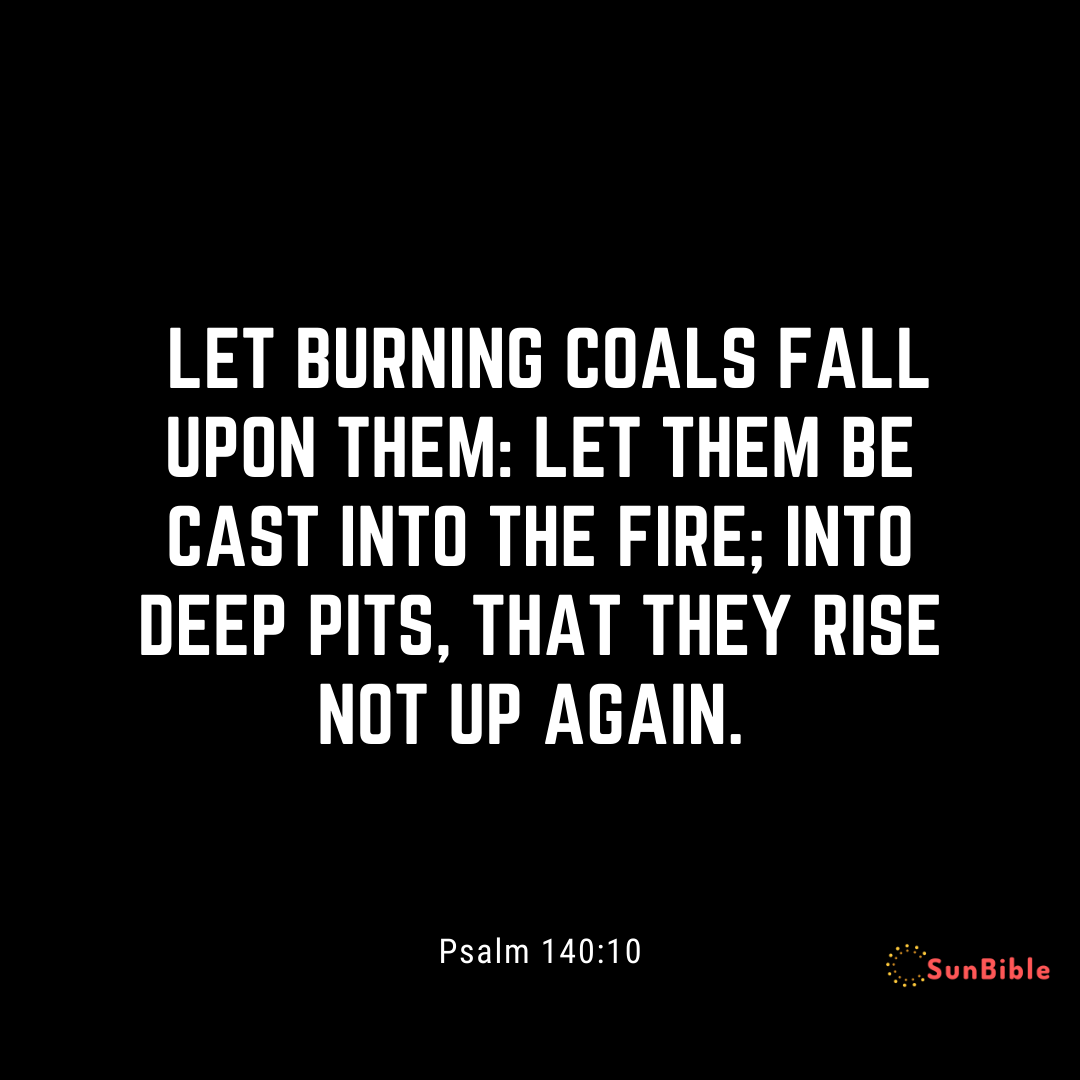 LET BURNING COALS FALL
UPON THEM: LET THEM BE
CAST INTO THE FIRE; INTO
DEEP PITS, THAT THEY RISE
NOT UP AGAIN.
Psalm 140:10
SunBible